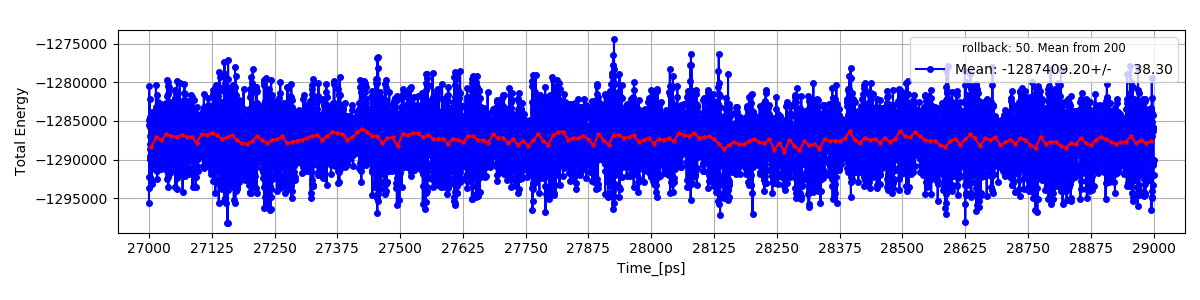 rollback: 50. Mean from 200
Mean: -1287409.20+/- 38.30
Total Energy
−1275000
−1280000
−1285000
−1290000
−1295000
27000 27125 27250 27375 27500 27625 27750 27875 28000 28125 28250 28375 28500 28625 28750 28875 29000
Time_[ps]